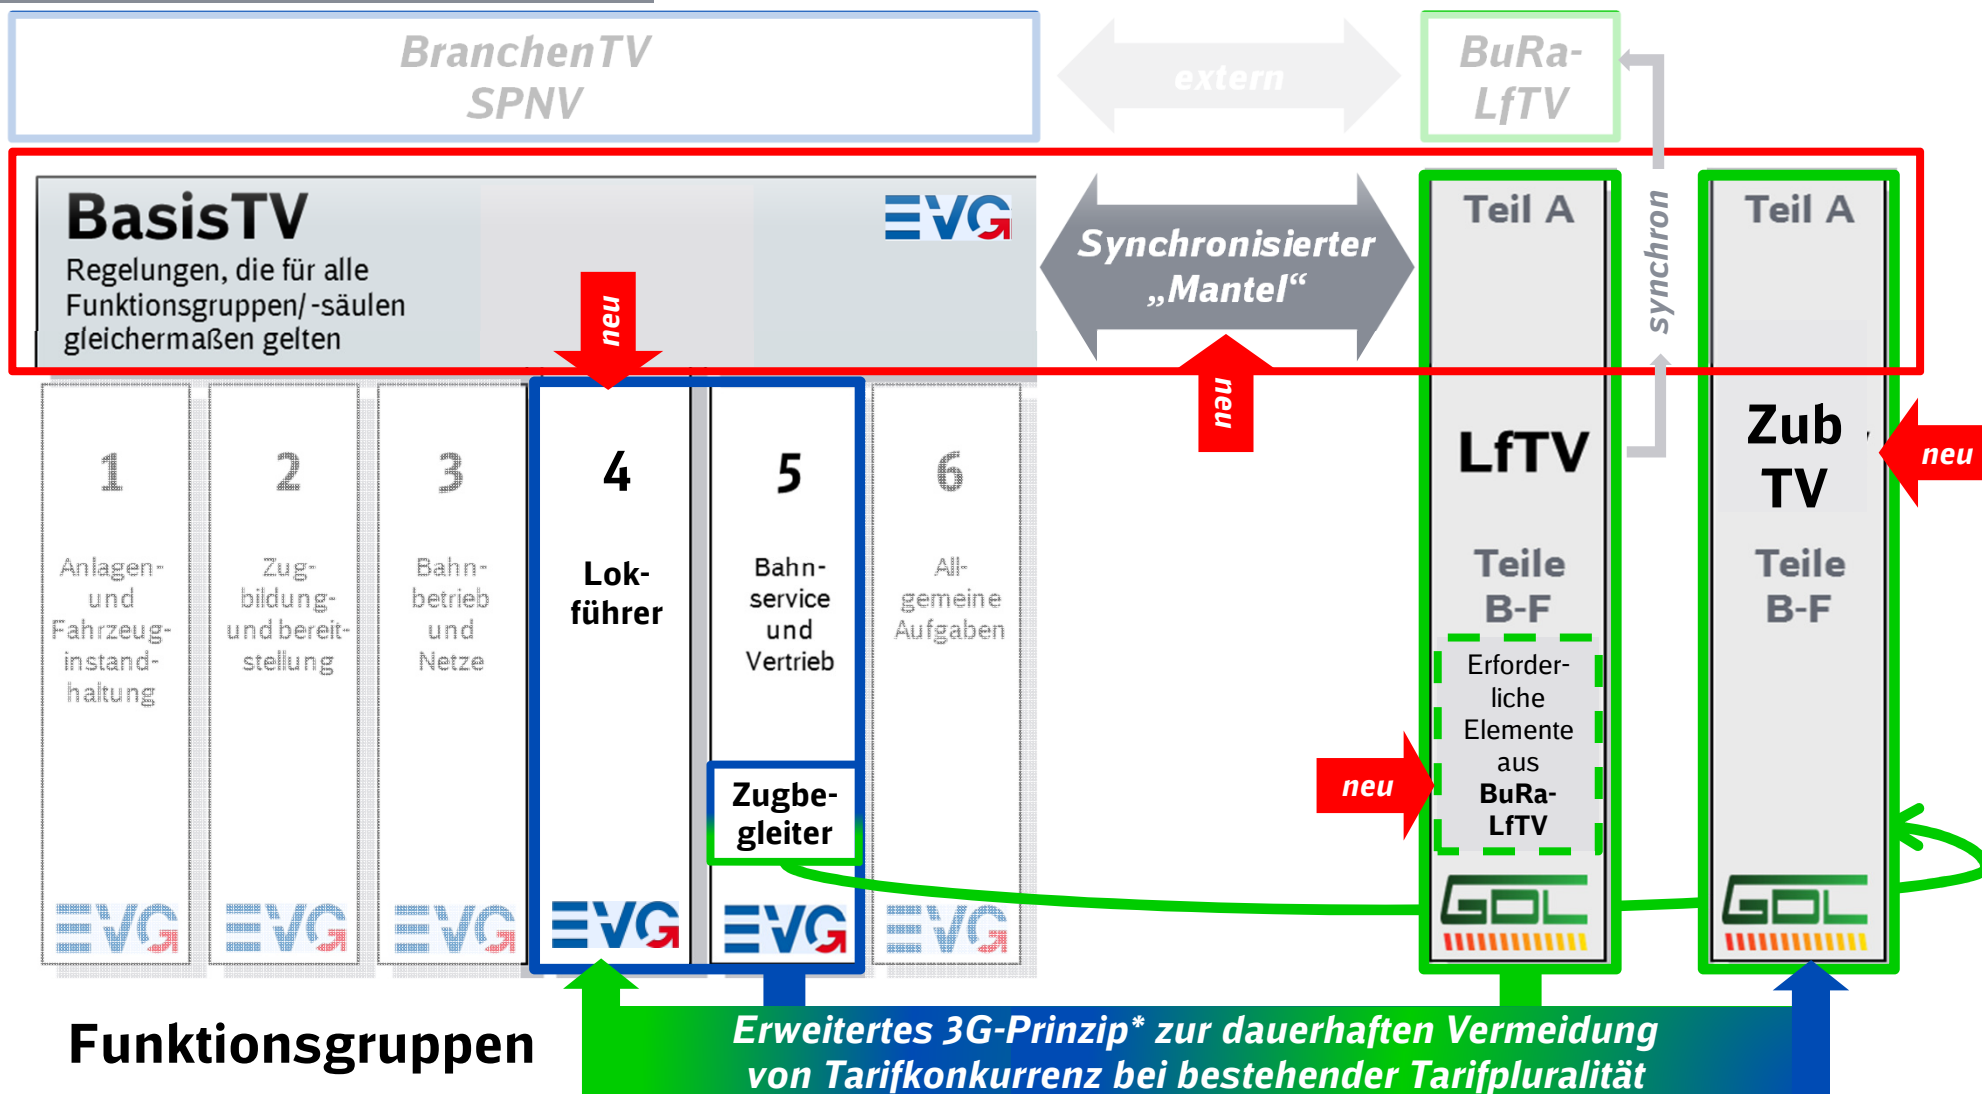 BranchenTV
SPNV
extern
BuRa-
LfTV
BasisTV
EVG
Regelungen, die für alle
Funktionsgruppen/ -säulen
gleichermaßen gelten
neu
Synchronisierter
„Mantel“
neu
Teil A
synchron
Teil A
1
Anlagen-
und
Fahrzeug-
instand-
haltung
EVG
2
Zug-
bildung-
und bereit-
stellung
EVG
3
Bahn-
betrieb
und
Netze
EVG
4
Lok-
führer
EVG
5
Bahn-
service
und
Vertrieb
Zugbe-
gleiter
EVG
6
All-
gemeine
Aufgaben
EVG
LfTV
Teile
B-F
Erforder-
liche
Elemente
aus
BuRa-
LfTV
neu
GDL
Zub
TV
neu
Teile
B-F
GDL
Funktionsgruppen
Erweitertes 3G-Prinzip* zur dauerhaften Vermeidung
von Tarifkonkurrenz bei bestehender Tarifpluralität